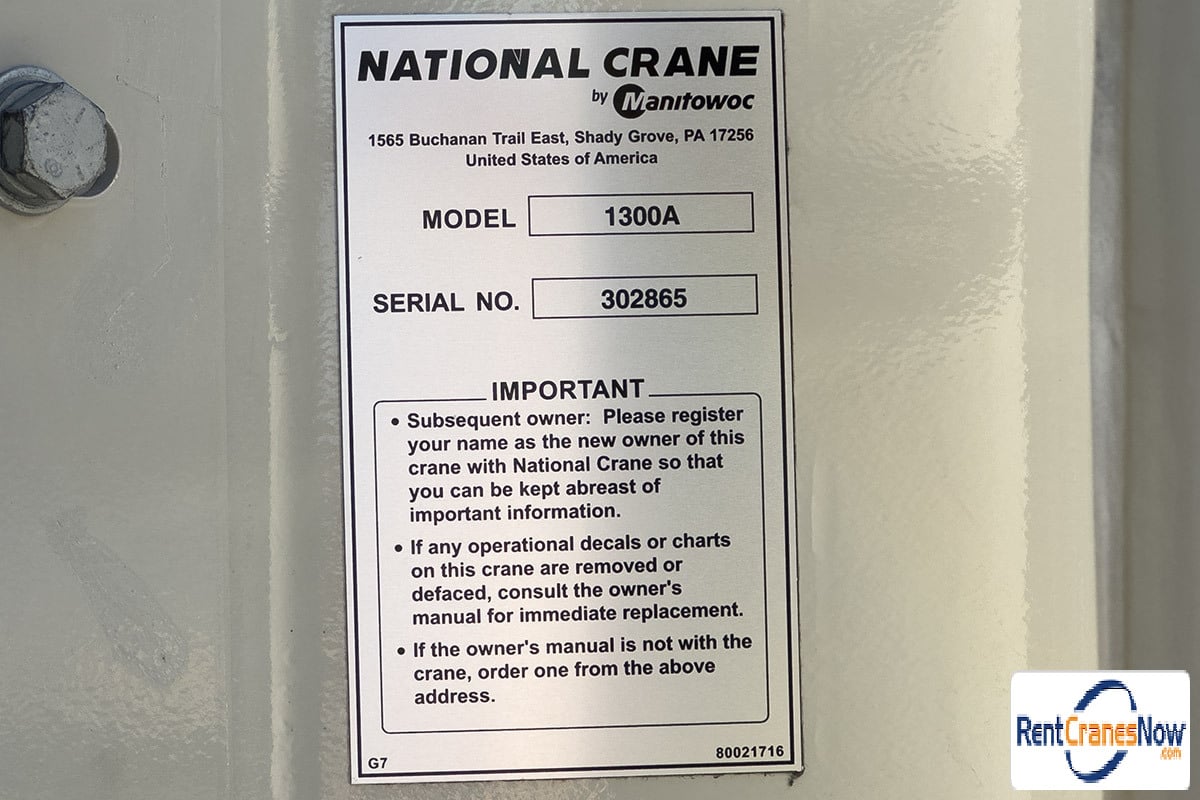 NATIONAL CRANE
by Manitowoc
1565 Buchanan Trail East, Shady Grove, PA 17256
United States of America
MODEL 1300A
SERIAL NO. 302865
IMPORTANT
• Subsequent owner: Please register
your name as the new owner of this
crane with National Crane so that
you can be kept abreast of
important information.
• If any operational decals or charts
on this crane are removed or
defaced, consult the owner's
manual for immediate replacement.
• If the owner's manual is not with the
crane, order one from the above
address.
G7 80021716
RentCranesNow
.com